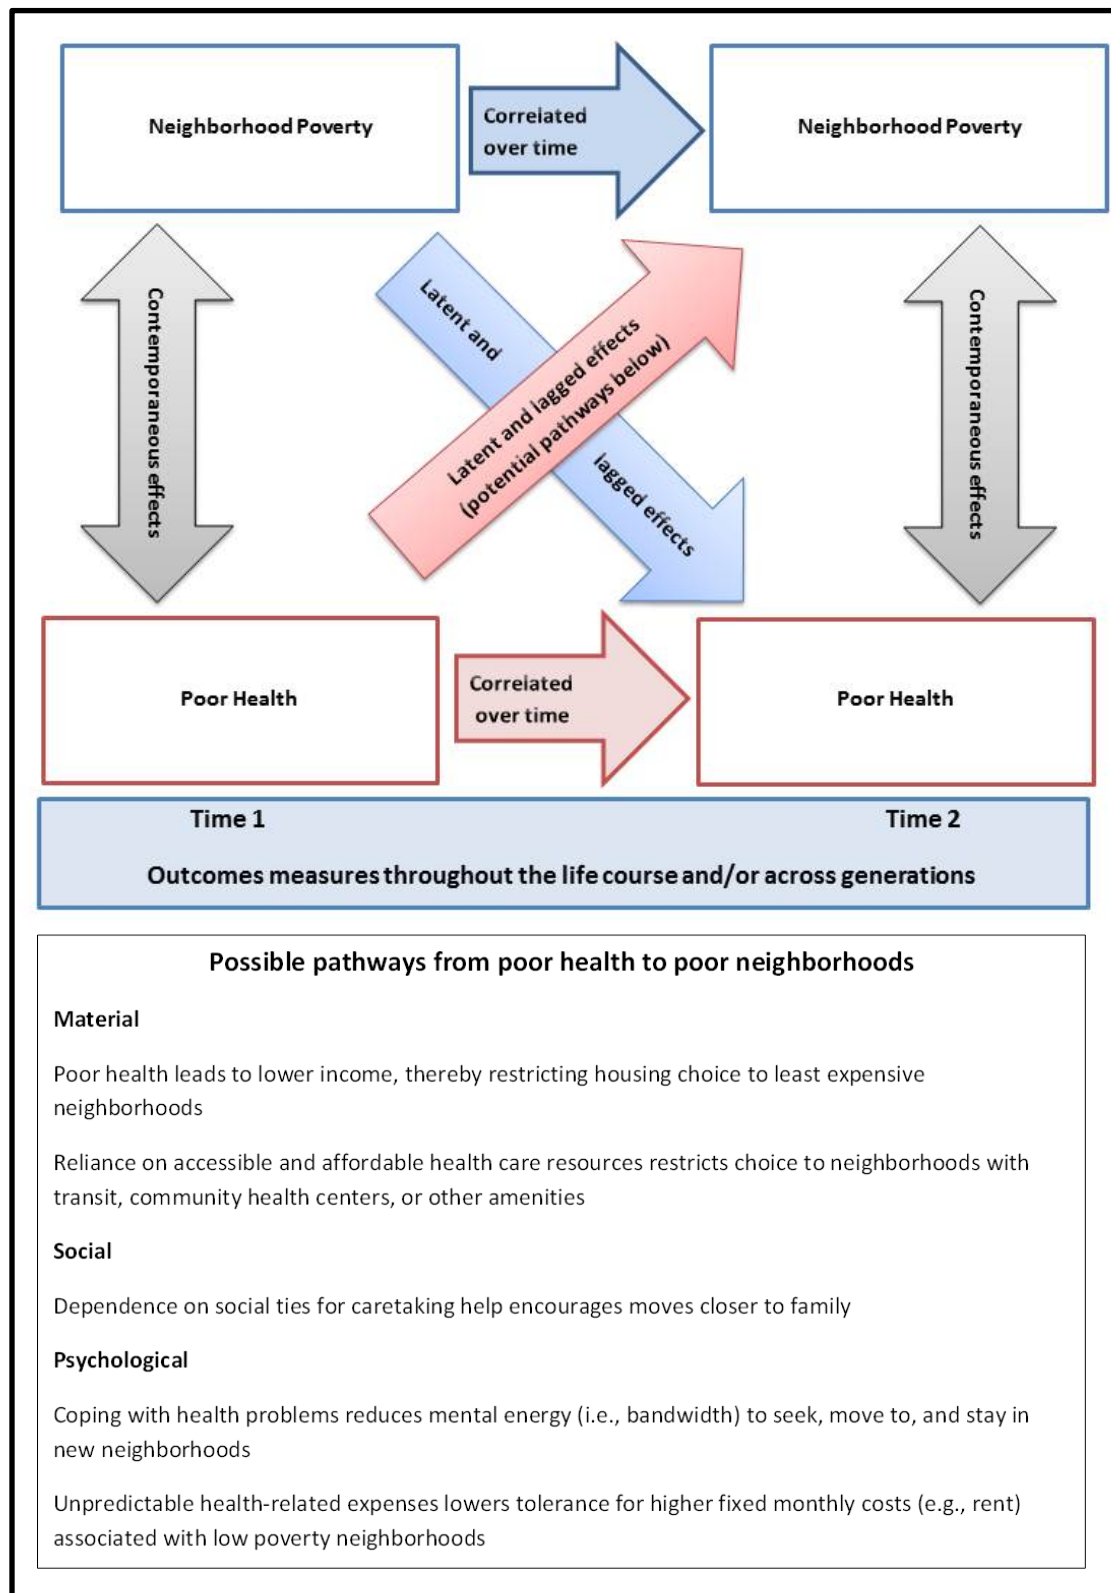 Neighborhood Poverty
Correlated
over time
Neighborhood Poverty
Contemporaneous effects
Latent and
lagged effects
Latent and lagged effects
(potential pathways below)
Contemporaneous effects
Poor Health
Correlated
over time
Poor Health
Time 1
Time 2
Outcomes measures throughout the life course and/or across generations
Possible pathways from poor health to poor neighborhoods
Material
Poor health leads to lower income, thereby restricting housing choice to least expensive
neighborhoods
Reliance on accessible and affordable health care resources restricts choice to neighborhoods with
transit, community health centers, or other amenities
Social
Dependence on social ties for caretaking help encourages moves closer to family
Psychological
Coping with health problems reduces mental energy (i.e., bandwidth) to seek, move to, and stay in
new neighborhoods
Unpredictable health-related expenses lowers tolerance for higher fixed monthly costs (e.g., rent)
associated with low poverty neighborhoods